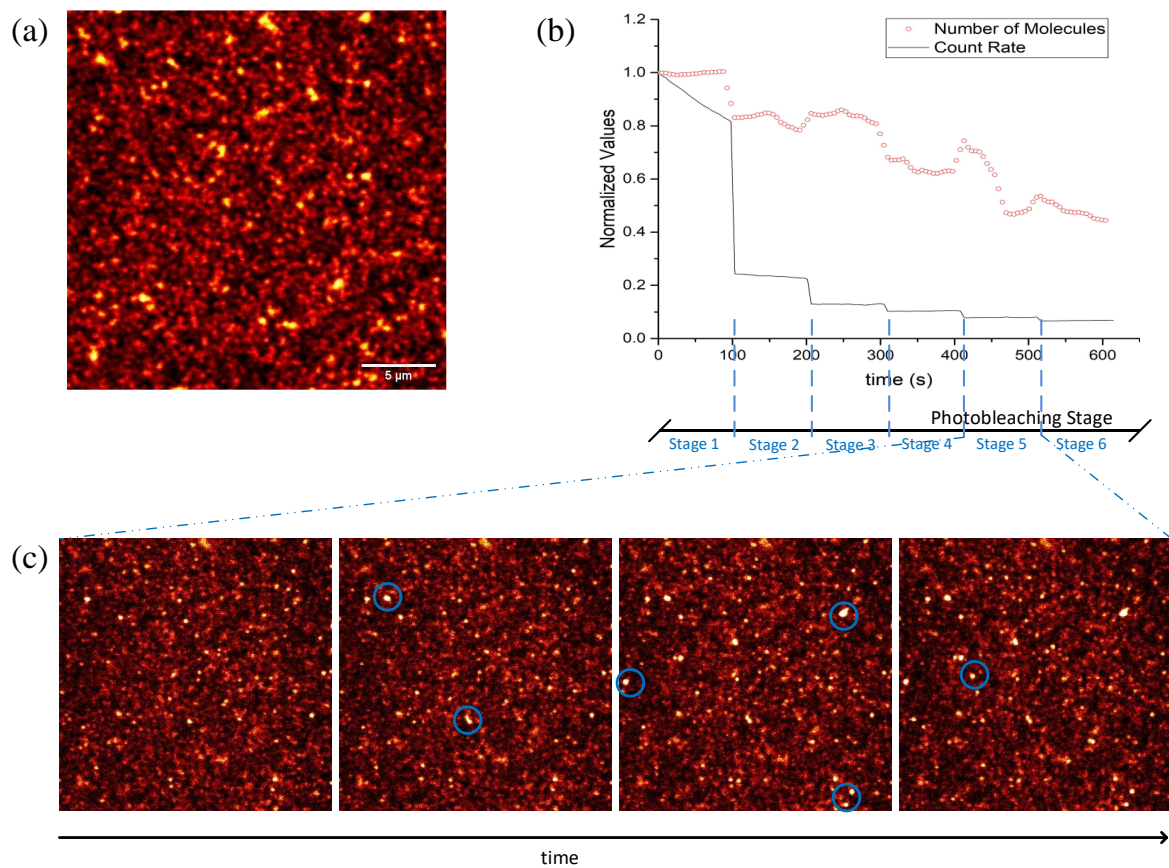 (a)
5 µm
(b)
Number of Molecules
Count Rate
Normalized Values
1.2
1.0
0.8
0.6
0.4
0.2
0.0
0 100 200 300 400 500 600
time (s)
Photobleaching Stage
Stage 1 Stage 2 Stage 3 Stage 4 Stage 5 Stage 6
(c)
time